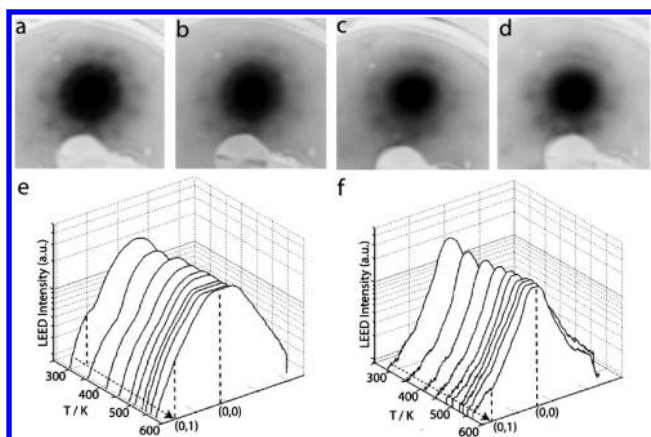 a
b
c
d
e
f
LEED Intensity (a.u.)
300
400
500
600
T / K
(0,1)
(0,0)
LEED Intensity (a.u.)
300
400
500
600
T / K
(0,1)
(0,0)